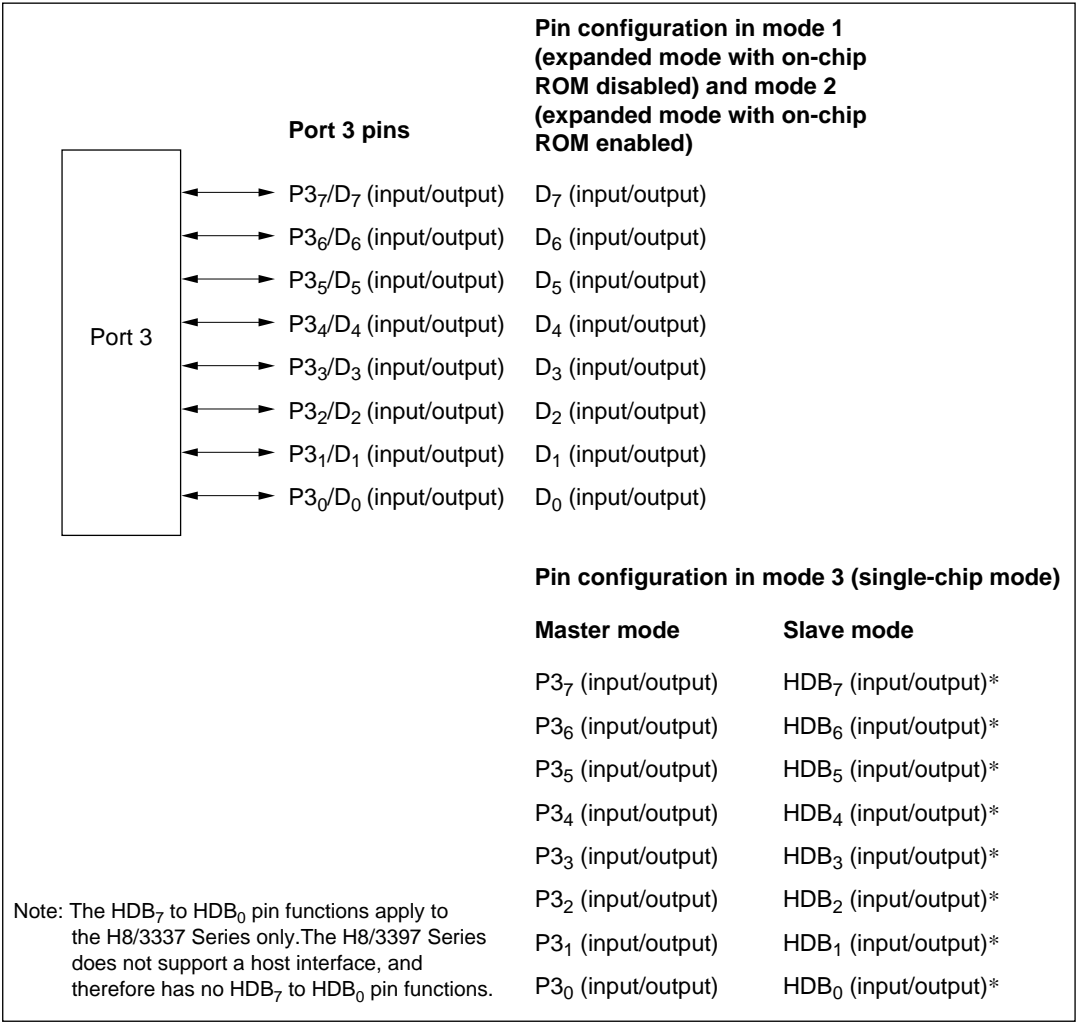 Pin configuration in mode 1
(expanded mode with on-chip
ROM disabled) and mode 2
(expanded mode with on-chip
ROM enabled)
Port 3 pins
Port 3
P3₇/D₇ (input/output) D₇ (input/output)
P3₆/D₆ (input/output) D₆ (input/output)
P3₅/D₅ (input/output) D₅ (input/output)
P3₄/D₄ (input/output) D₄ (input/output)
P3₃/D₃ (input/output) D₃ (input/output)
P3₂/D₂ (input/output) D₂ (input/output)
P3₁/D₁ (input/output) D₁ (input/output)
P3₀/D₀ (input/output) D₀ (input/output)
Pin configuration in mode 3 (single-chip mode)
Master mode Slave mode
P3₇ (input/output) HDB₇ (input/output)*
P3₆ (input/output) HDB₆ (input/output)*
P3₅ (input/output) HDB₅ (input/output)*
P3₄ (input/output) HDB₄ (input/output)*
P3₃ (input/output) HDB₃ (input/output)*
P3₂ (input/output) HDB₂ (input/output)*
P3₁ (input/output) HDB₁ (input/output)*
P3₀ (input/output) HDB₀ (input/output)*
Note: The HDB₇ to HDB₀ pin functions apply to
the H8/3337 Series only.The H8/3397 Series
does not support a host interface, and
therefore has no HDB₇ to HDB₀ pin functions.